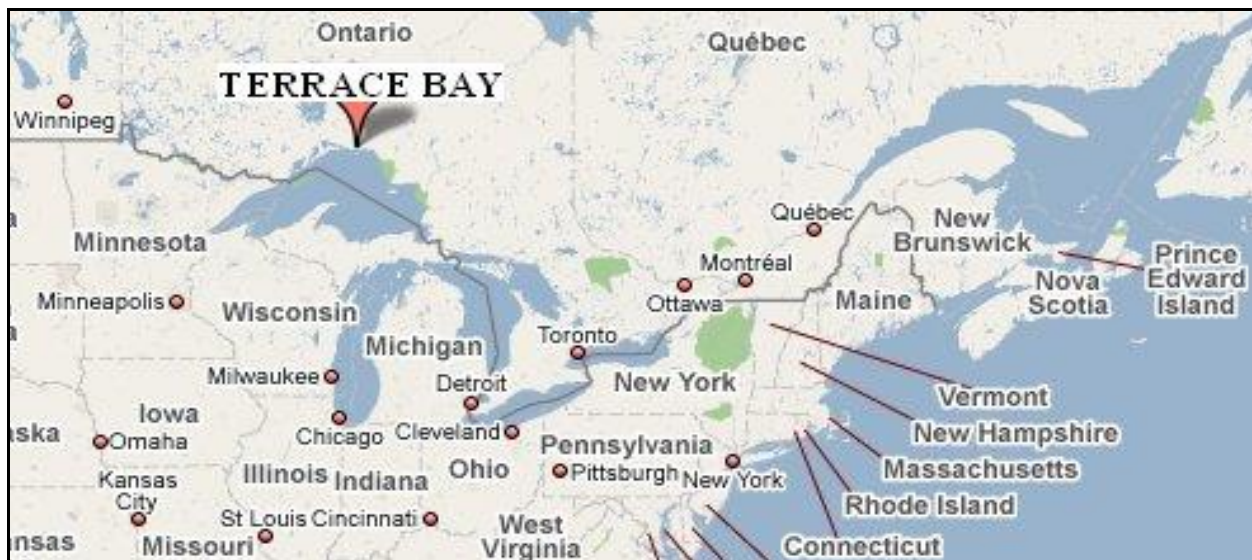 Ontario
Québec
TERRACE BAY
Winnipeg
Québec
New
Brunswick
Minnesota
Montréal
Prince
Edward
Island
Minneapolis
Ottawa
Maine
Nova
Scotia
Wisconsin
Toronto
Michigan
Milwaukee
Detroit
New York
Vermont
Iowa
Chicago
Cleveland
Pennsylvania
New Hampshire
aska
Omaha
Illinois
Indiana
Ohio
Pittsburgh
New York
Massachusetts
Kansas
City
Rhode Island
St Louis
Cincinnati
West
Virginia
nsas
Missouri
Connecticut